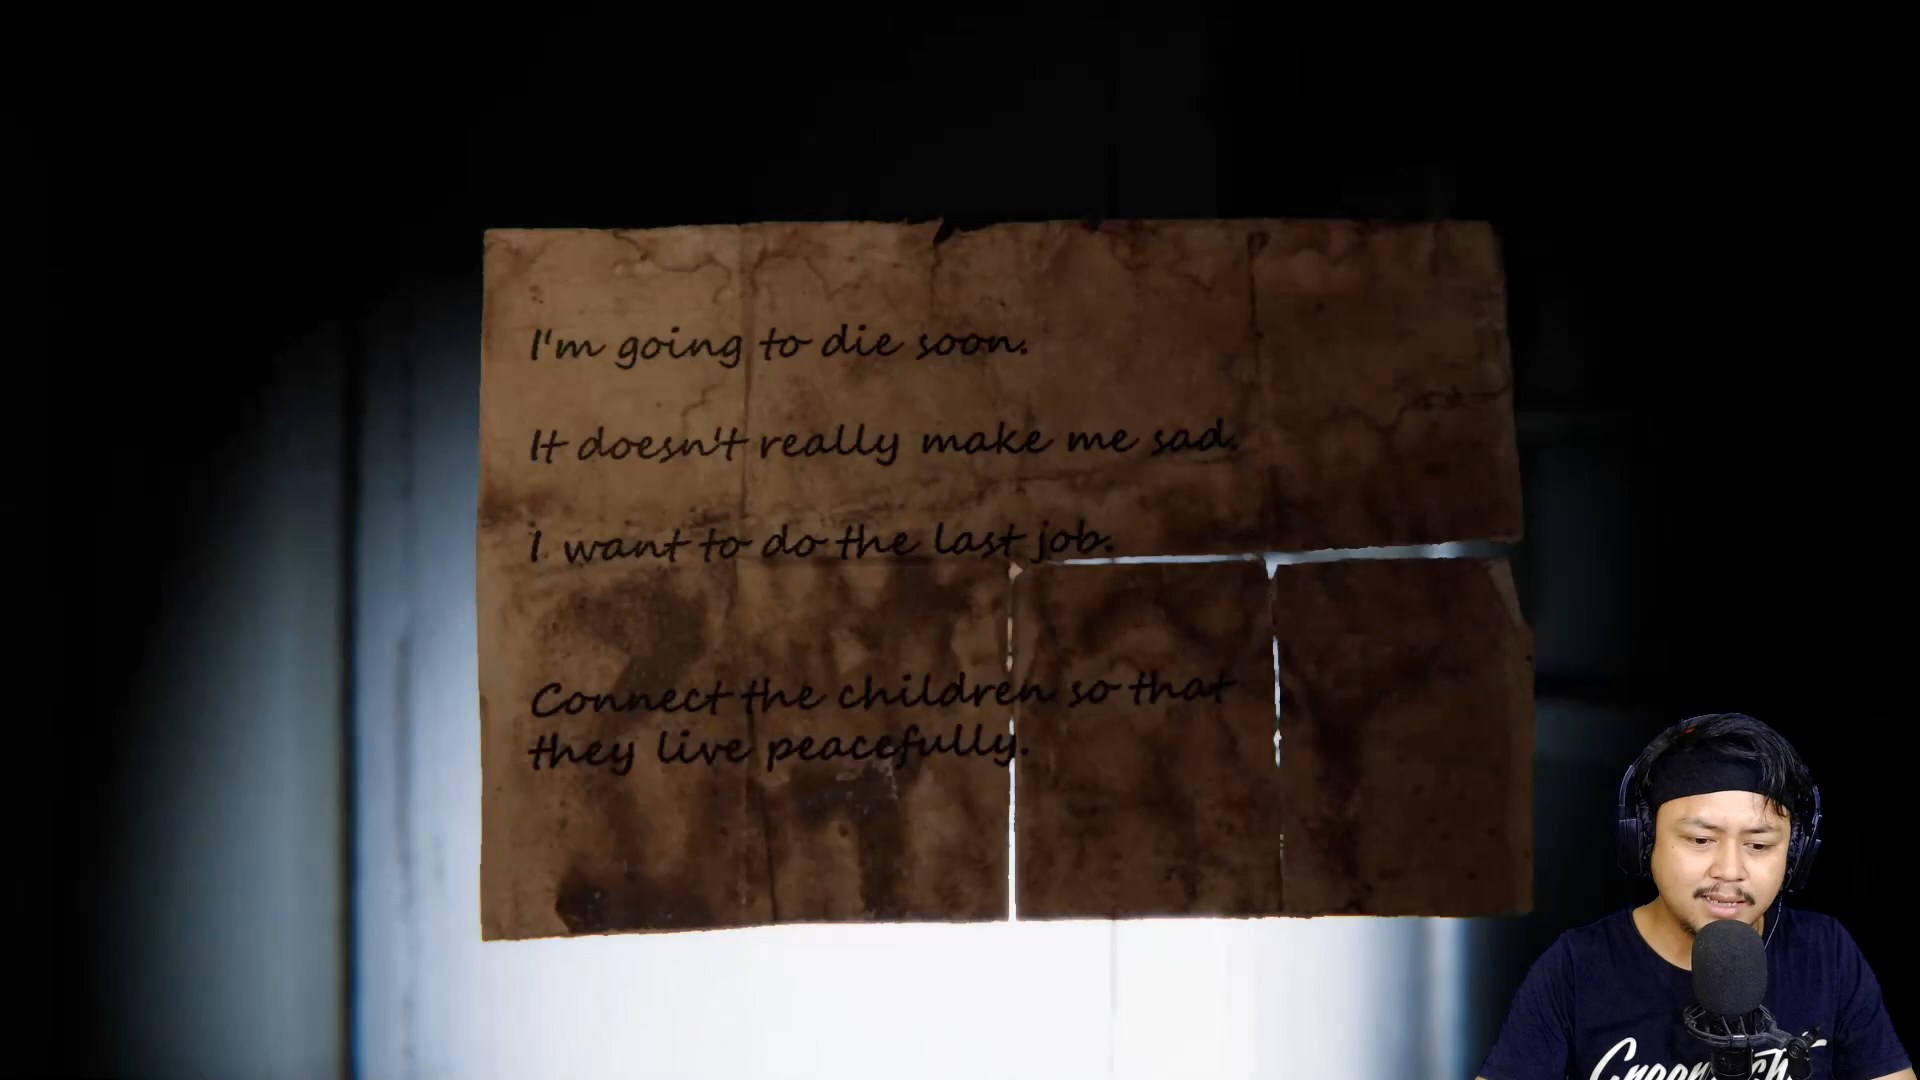 I'm going to die soon.
It doesn't really make me sad.
I want to do the last job.
Connect the children so that
they live peacefully.